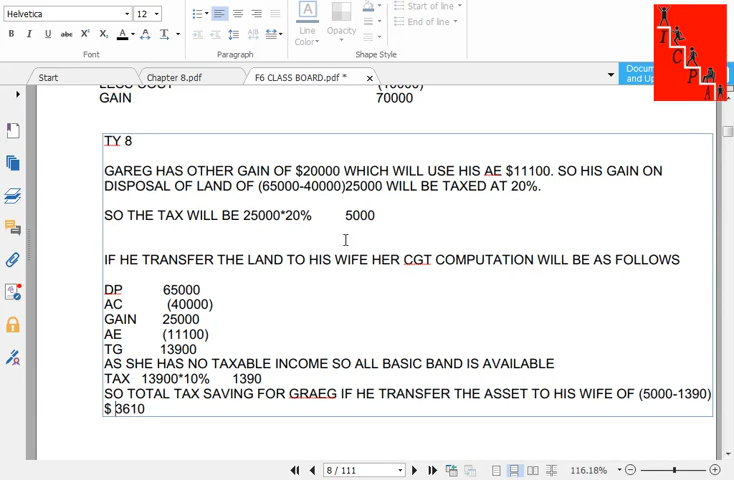 Helvetica
12
B I U abc X² X₂ A T
Font
Paragraph
A
Line
Color
Opacity
Start of line
End of line
Shape Style
I
C
P
A
Start
Chapter 8.pdf
F6 CLASS BOARD.pdf *
Docum
and Up
GAIN 70000
TY 8
GAREG HAS OTHER GAIN OF $20000 WHICH WILL USE HIS AE $11100. SO HIS GAIN ON
DISPOSAL OF LAND OF (65000-40000)25000 WILL BE TAXED AT 20%.
SO THE TAX WILL BE 25000*20% 5000
IF HE TRANSFER THE LAND TO HIS WIFE HER CGT COMPUTATION WILL BE AS FOLLOWS
DP 65000
AC (40000)
GAIN 25000
AE (11100)
TG 13900
AS SHE HAS NO TAXABLE INCOME SO ALL BASIC BAND IS AVAILABLE
TAX 13900*10% 1390
SO TOTAL TAX SAVING FOR GRAEG IF HE TRANSFER THE ASSET TO HIS WIFE OF (5000-1390)
$ 3610
8 / 111
116.18%